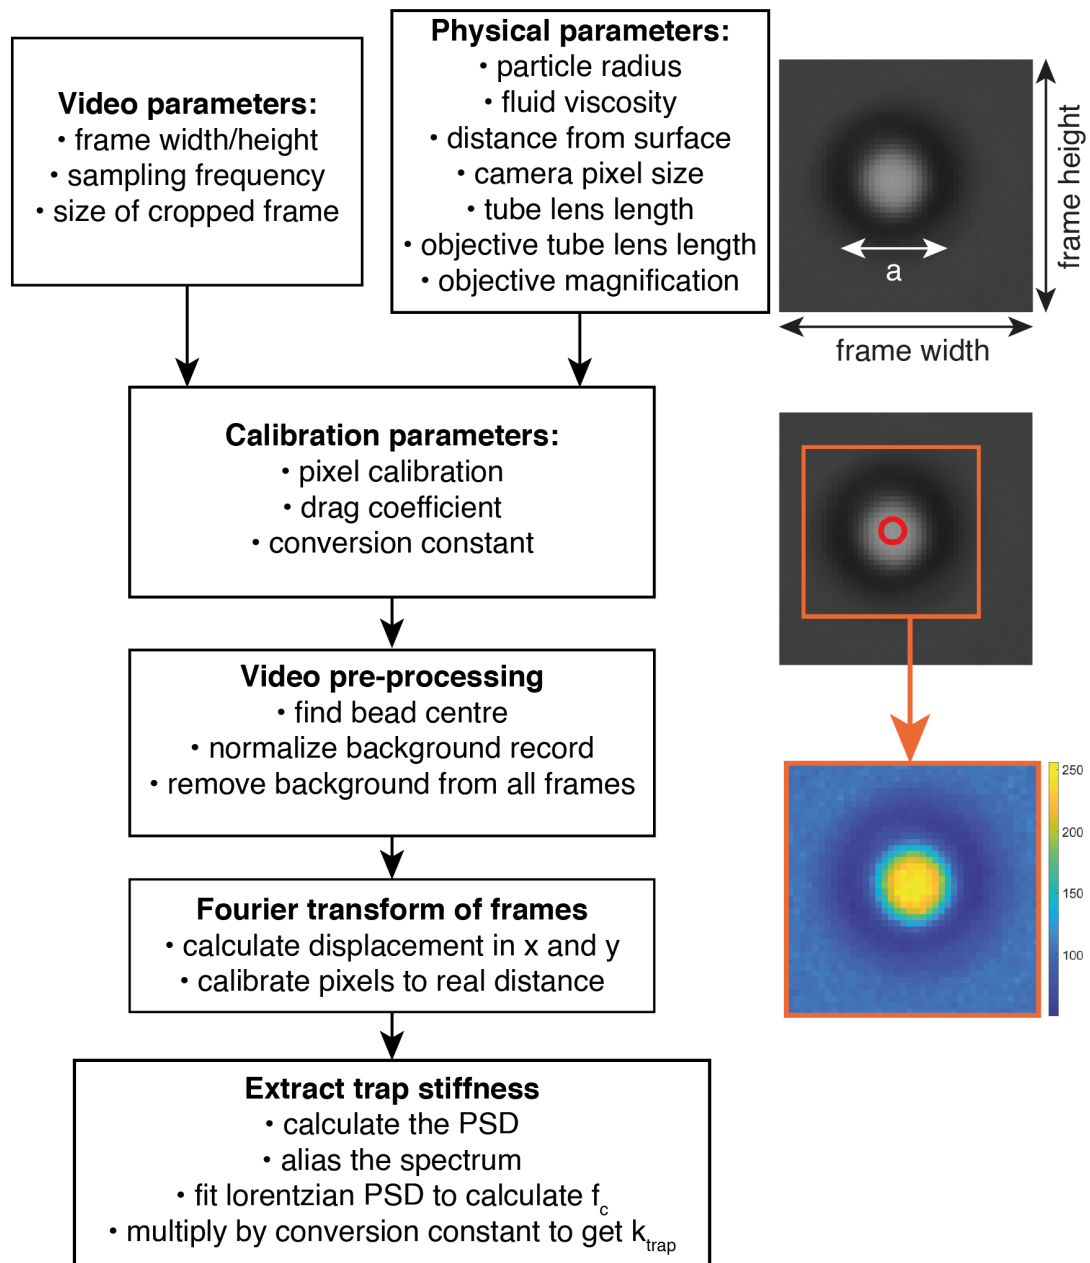 Video parameters:
• frame width/height
• sampling frequency
• size of cropped frame
Physical parameters:
• particle radius
• fluid viscosity
• distance from surface
• camera pixel size
• tube lens length
• objective tube lens length
• objective magnification
a
frame height
frame width
Calibration parameters:
• pixel calibration
• drag coefficient
• conversion constant
Video pre-processing
• find bead centre
• normalize background record
• remove background from all frames
250
200
150
100
Fourier transform of frames
• calculate displacement in x and y
• calibrate pixels to real distance
Extract trap stiffness
• calculate the PSD
• alias the spectrum
• fit lorentzian PSD to calculate fc
• multiply by conversion constant to get ktrap